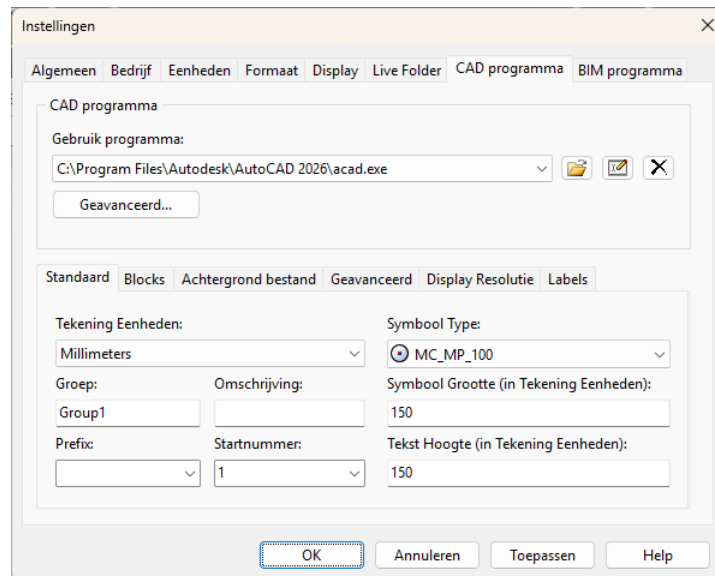 Instellingen
Algemeen Bedrijf Eenheden Formaat Display Live Folder CAD programma BIM programma
CAD programma
Gebruik programma:
C:\Program Files\Autodesk\AutoCAD 2026\acad.exe
Geavanceerd...
Standaard Blocks Achtergrond bestand Geavanceerd Display Resolutie Labels
Tekening Eenheden: Symbool Type:
Millimeters MC_MP_100
Groep: Omschrijving: Symbool Grootte (in Tekening Eenheden):
Group1 150
Prefix: Startnummer: Tekst Hoogte (in Tekening Eenheden):
1 150
OK Annuleren Toepassen Help